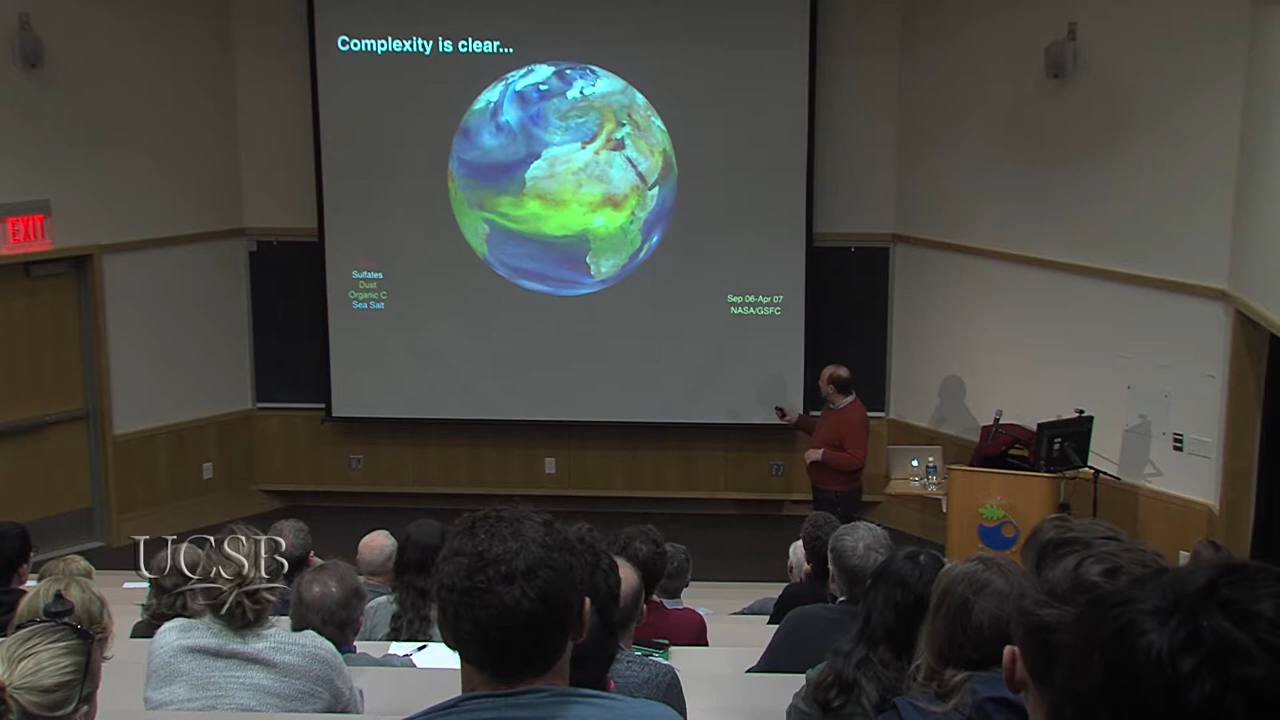 Complexity is clear...
EXIT
Sulfates
Dust
Organic C
Sea Salt
Sep 06-Apr 07
NASA/GSFC
UCSB